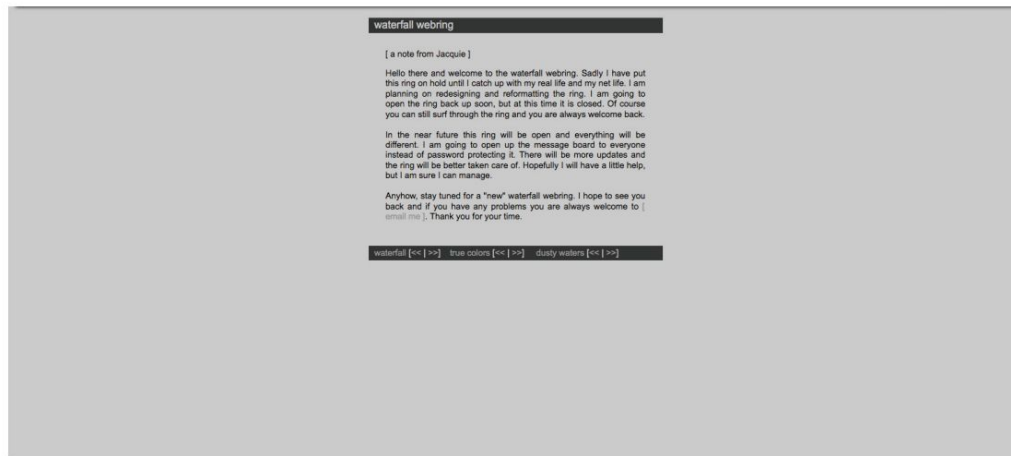 waterfall webring
[ a note from Jacquie ]
Hello there and welcome to the waterfall webring. Sadly I have put
this ring on hold until I catch up with my real life and my net life. I am
planning on redesigning and reformatting the ring. I am going to
open the ring back up soon, but at this time it is closed. Of course
you can still surf through the ring and you are always welcome back.
In the near future this ring will be open and everything will be
different. I am going to open up the message board to everyone
instead of password protecting it. There will be more updates and
the ring will be better taken care of. Hopefully I will have a little help,
but I am sure I can manage.
Anyhow, stay tuned for a "new" waterfall webring. I hope to see you
back and if you have any problems you are always welcome to [
email me ]. Thank you for your time.
waterfall [<< | >>] true colors [<< | >>] dusty waters [<< | >>]